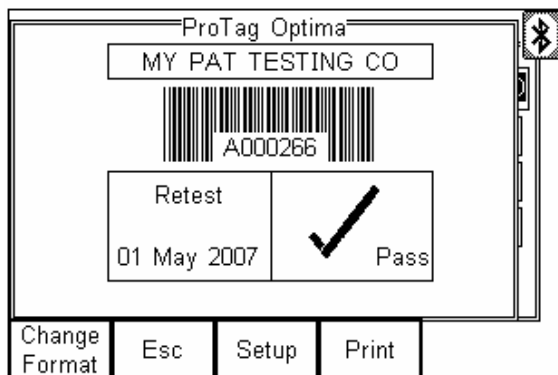 ProTag Optima
MY PAT TESTING CO
A000266
Retest
01 May 2007
Pass
Change
Format
Esc
Setup
Print